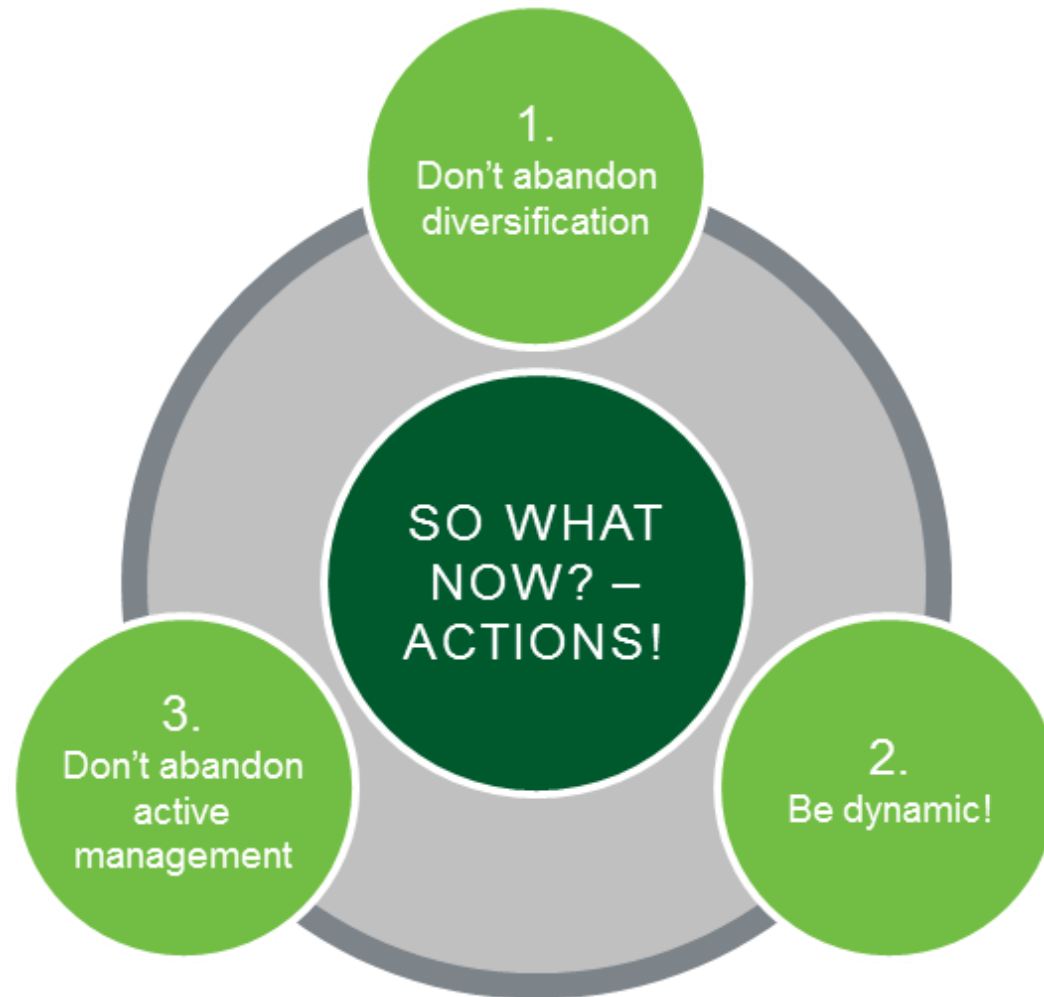 1.
Don’t abandon
diversification
SO WHAT
NOW? –
ACTIONS!
2.
Be dynamic!
3.
Don’t abandon
active
management